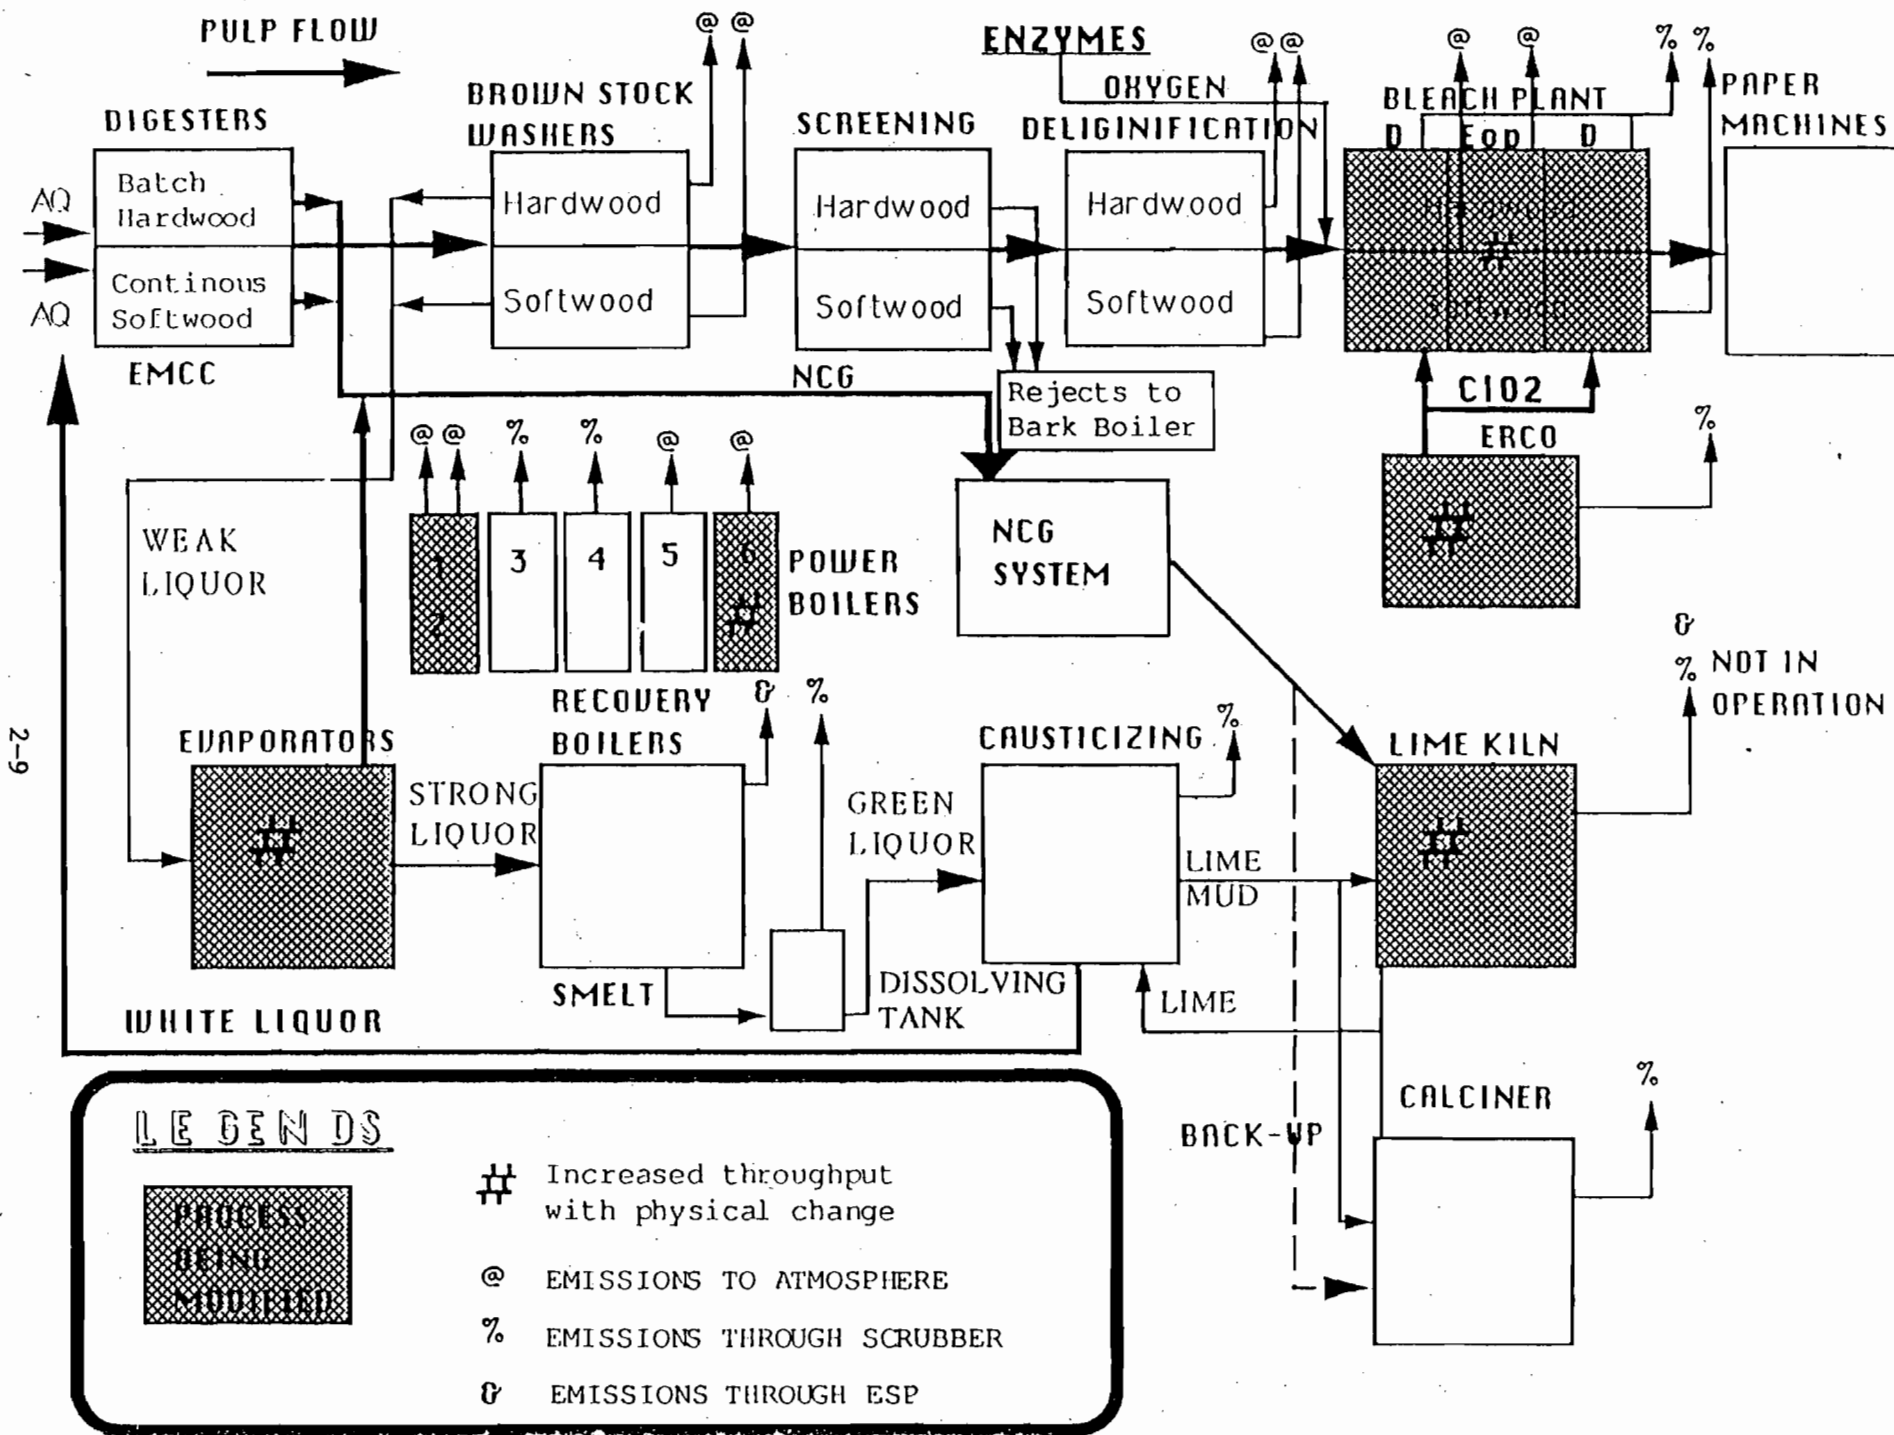 PULP FLOW
@ @
ENZYMES
@ @
@
@
% %
DIGESTERS
BROWN STOCK
WASHERS
SCREENING
OXYGEN
DELIGINIFICATION
BLEACH PLANT
D
Eop
D
PAPER
MACHINES
AQ
AQ
Batch
Hardwood
Continous
Softwood
EMCC
Hardwood
Softwood
Hardwood
Softwood
Hardwood
Softwood
#
Softwood
NCG
Rejects to
Bark Boiler
ClO2
ERCO
%
#
@ @
%
%
@
@
1
2
3
4
5
6
#
POWER
BOILERS
NCG
SYSTEM
WEAK
LIQUOR
&
% NOT IN
OPERATION
2-9
EVAPORATORS
#
STRONG
LIQUOR
RECOVERY
BOILERS
&
%
SMELT
DISSOLVING
TANK
GREEN
LIQUOR
CAUSTICIZING
%
LIME
MUD
LIME
LIME KILN
#
WHITE LIQUOR
BACK-UP
CALCINER
%
LEGENDS
PROCESS
BEING
MODIFIED
# Increased throughput
with physical change
@ EMISSIONS TO ATMOSPHERE
% EMISSIONS THROUGH SCRUBBER
& EMISSIONS THROUGH ESP